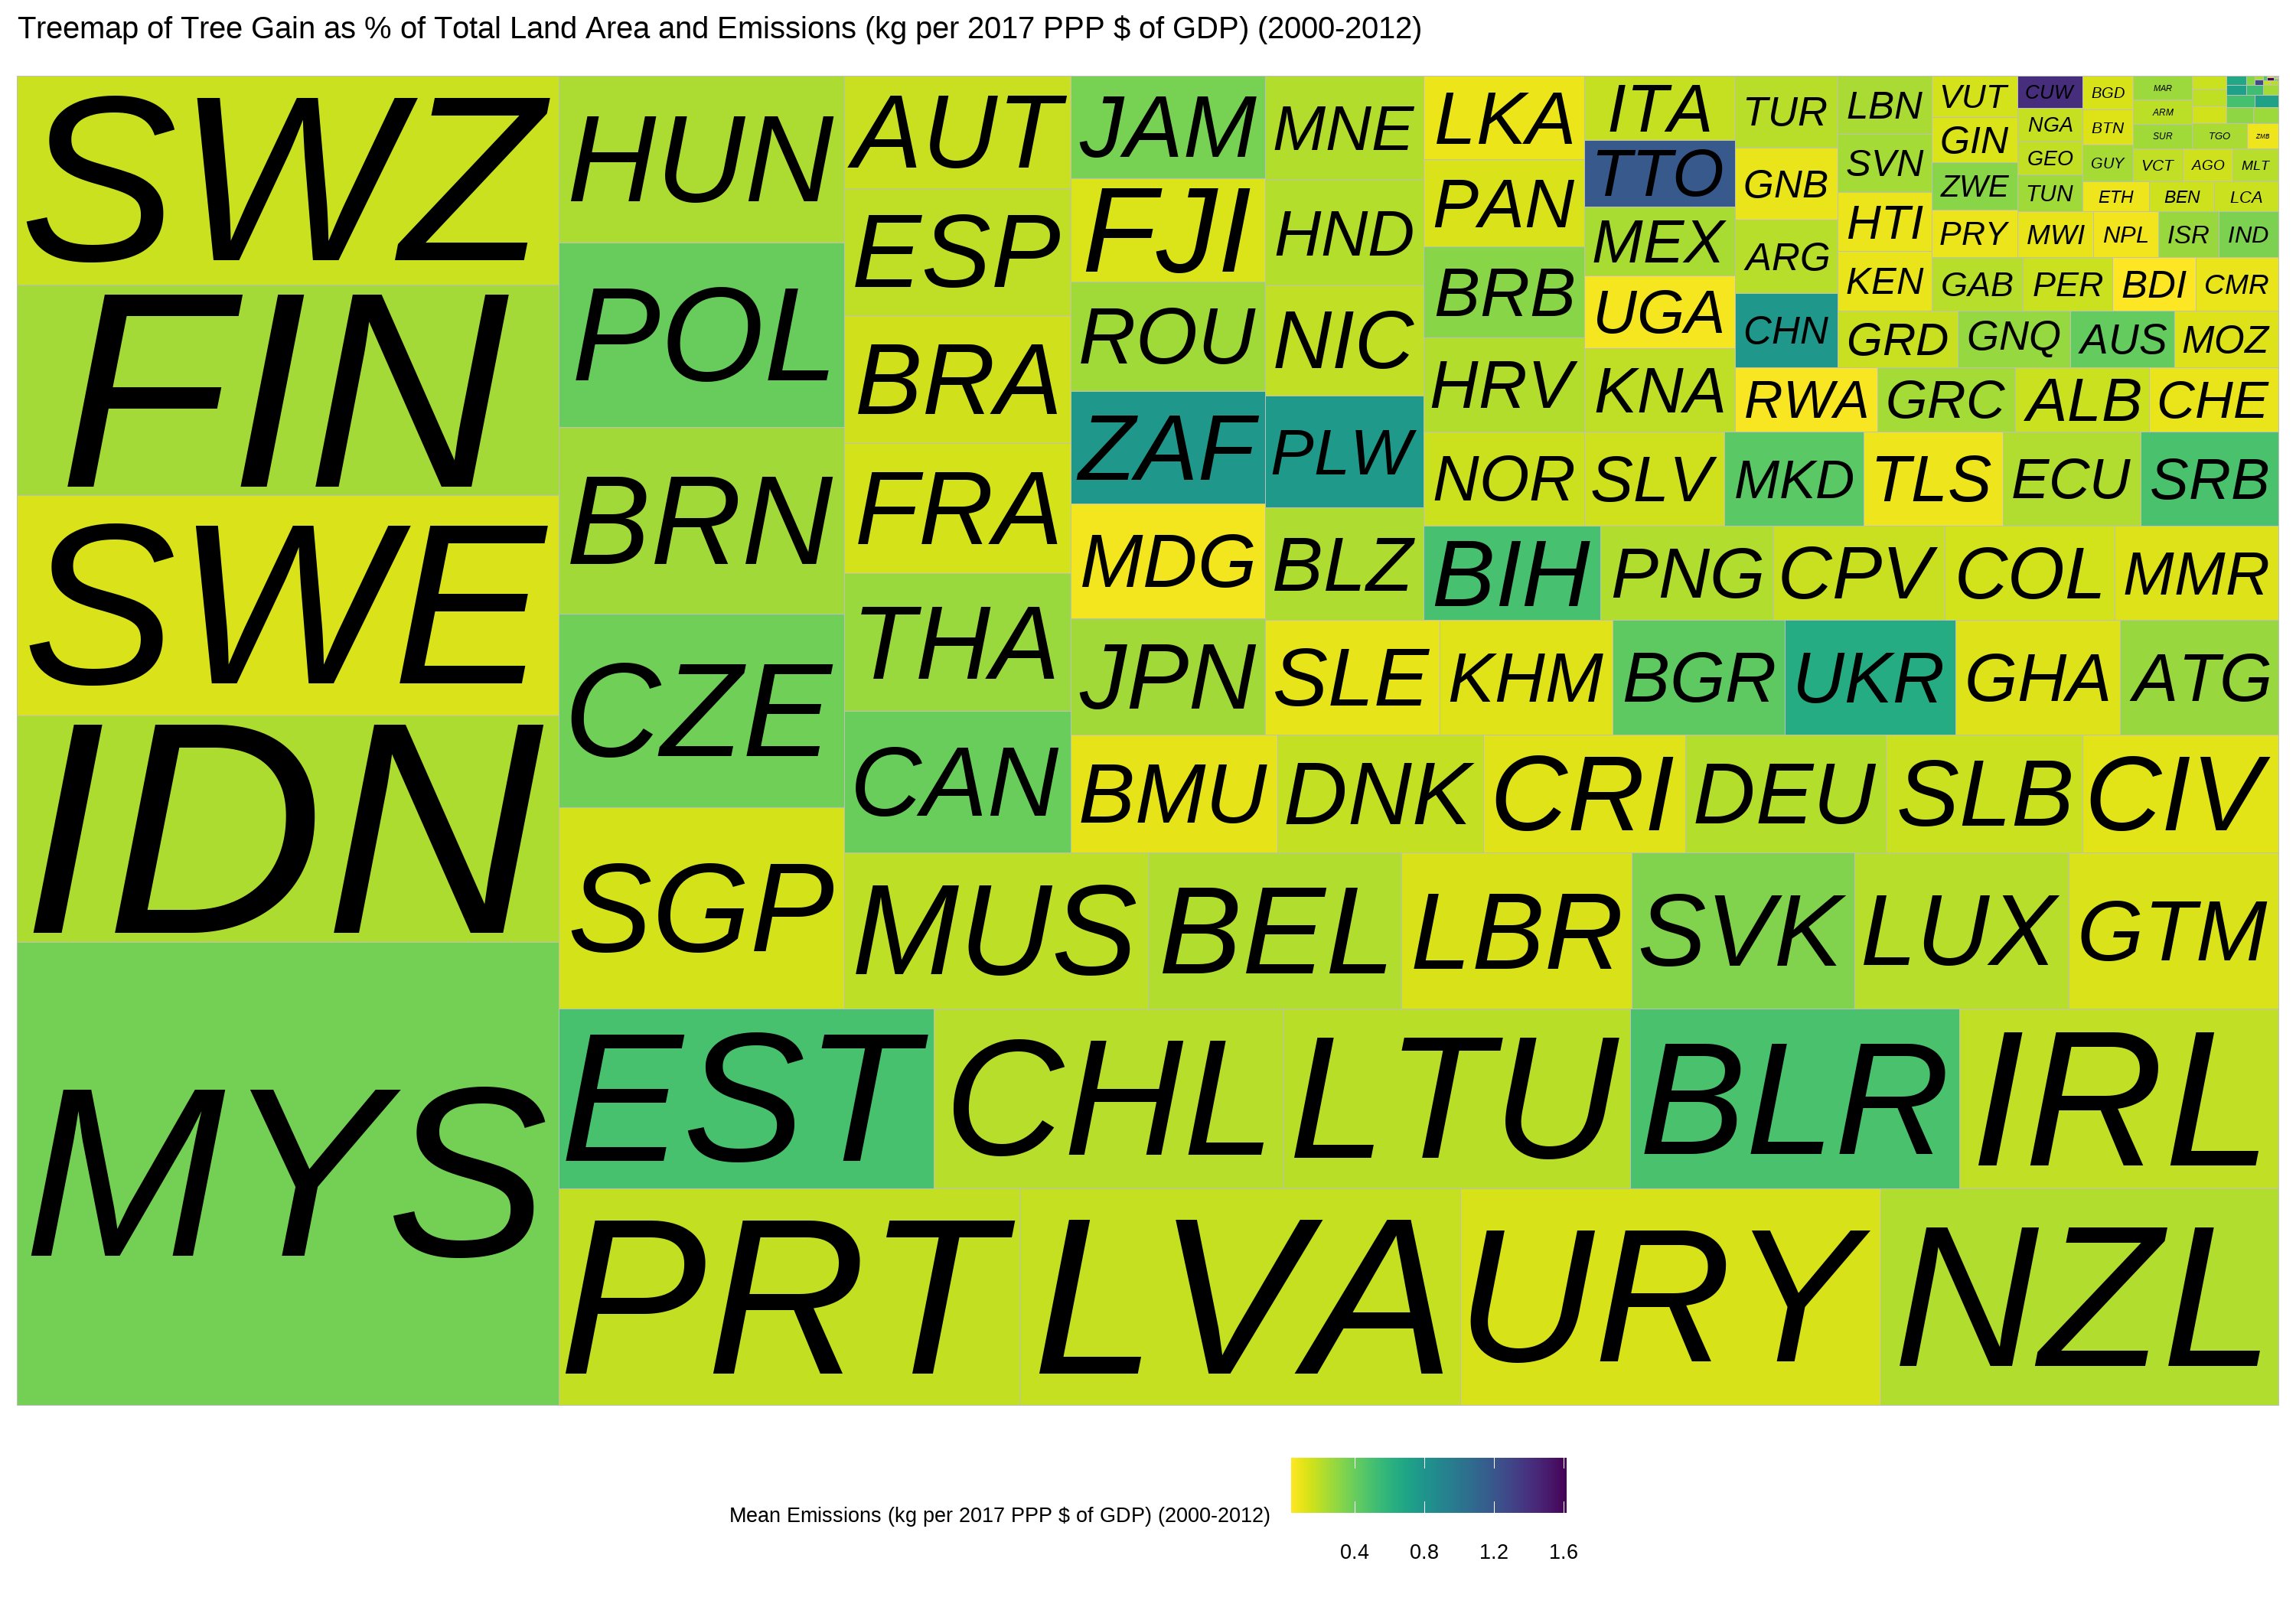 Treemap of Tree Gain as % of Total Land Area and Emissions (kg per 2017 PPP $ of GDP) (2000-2012)
SWZ
FIN
SWE
IDN
MYS
HUN
POL
BRN
CZE
SGP
AUT
ESP
BRA
FRA
THA
CAN
JAM
FJI
ROU
ZAF
MDG
JPN
MNE
HND
NIC
PLW
BLZ
LKA
PAN
BRB
HRV
NOR
ITA
TTO
MEX
UGA
KNA
TUR
GNB
ARG
CHN
LBN
SVN
HTI
KEN
VUT
GIN
ZWE
PRY
CUW
NGA
GEO
TUN
BGD
BTN
GUY
MAR
ARM
SUR
TGO
ZMB
VCT
AGO
MLT
ETH
BEN
LCA
MWI
NPL
ISR
IND
GAB
PER
BDI
CMR
GRD
GNQ
AUS
MOZ
RWA
GRC
ALB
CHE
SLV
MKD
TLS
ECU
SRB
BIH
PNG
CPV
COL
MMR
SLE
KHM
BGR
UKR
GHA
ATG
BMU
DNK
CRI
DEU
SLB
CIV
MUS
BEL
LBR
SVK
LUX
GTM
EST
CHL
LTU
BLR
IRL
PRT
LVA
URY
NZL
Mean Emissions (kg per 2017 PPP $ of GDP) (2000-2012)
0.4 0.8 1.2 1.6